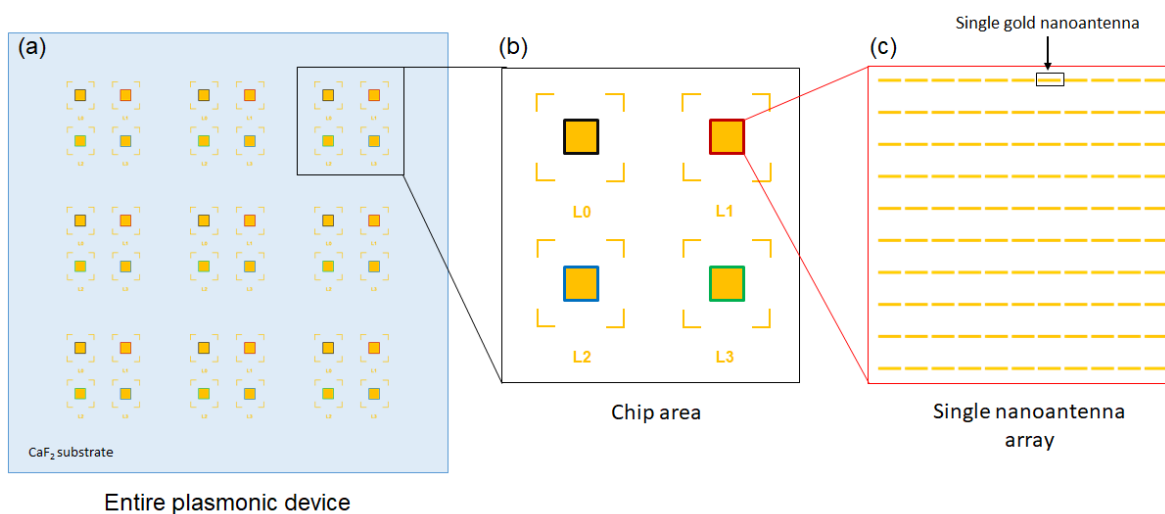 (a)
(b)
(c)
Single gold nanoantenna
L0 L1
L2 L3
CaF₂ substrate
Chip area
Single nanoantenna
array
Entire plasmonic device